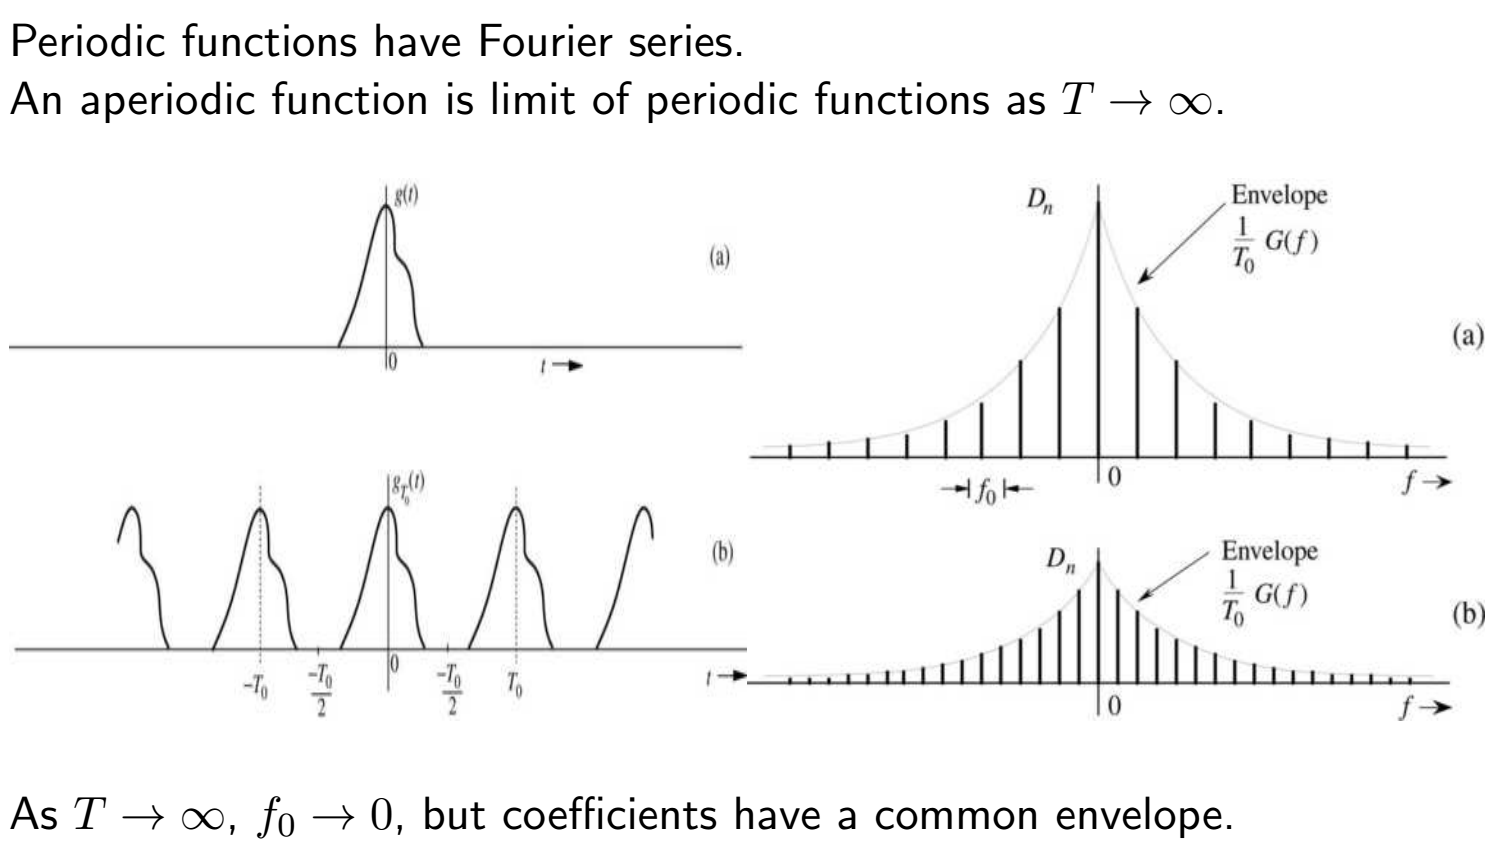 Periodic functions have Fourier series.
An aperiodic function is limit of periodic functions as T → ∞.
g(t)
(a)
0
t →
g_{T_0}(t)
(b)
0
-T_0
-T_0/2
-T_0/2
T_0
t →
D_n
Envelope
1/T_0 G(f)
(a)
0
f_0
f →
D_n
Envelope
1/T_0 G(f)
(b)
0
f →
As T → ∞, f_0 → 0, but coefficients have a common envelope.